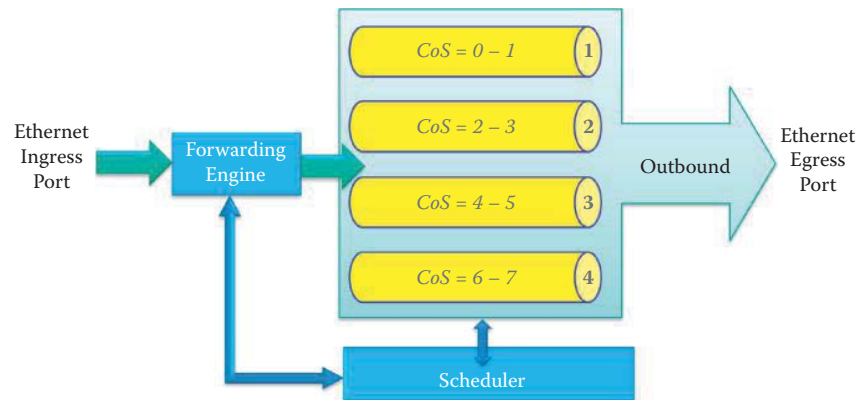 Ethernet
Ingress
Port
Forwarding
Engine
CoS = 0 – 1
1
CoS = 2 – 3
2
CoS = 4 – 5
3
CoS = 6 – 7
4
Outbound
Ethernet
Egress
Port
Scheduler